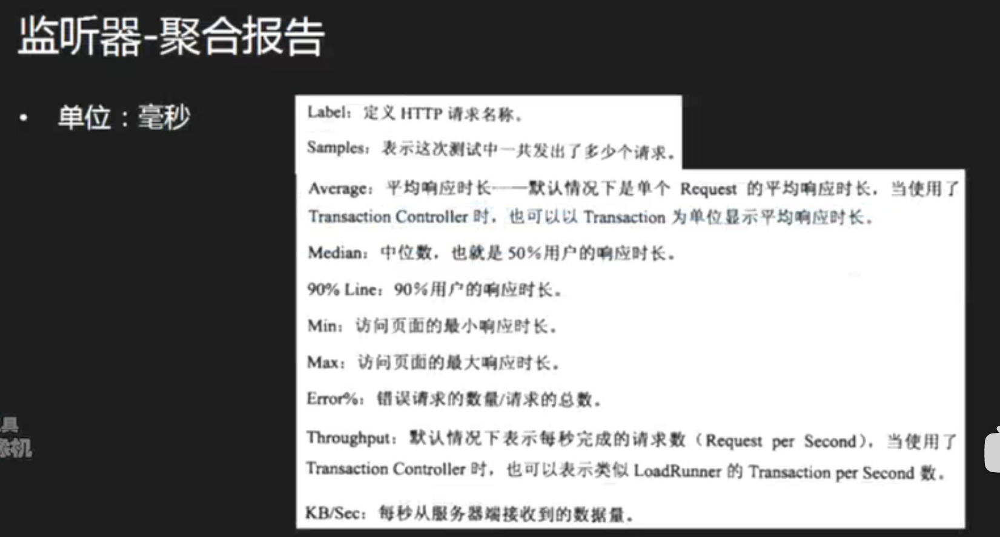 监听器-聚合报告
• 单位：毫秒
Label：定义 HTTP 请求名称。
Samples：表示这次测试中一共发出了多少个请求。
Average：平均响应时长——默认情况下是单个 Request 的平均响应时长，当使用了
Transaction Controller 时，也可以以 Transaction 为单位显示平均响应时长。
Median：中位数，也就是 50%用户的响应时长。
90% Line：90%用户的响应时长。
Min：访问页面的最小响应时长。
Max：访问页面的最大响应时长。
Error%：错误请求的数量/请求的总数。
Throughput：默认情况下表示每秒完成的请求数（Request per Second），当使用了
Transaction Controller 时，也可以表示类似 LoadRunner 的 Transaction per Second 数。
KB/Sec：每秒从服务器端接收到的数据量。
具
象机